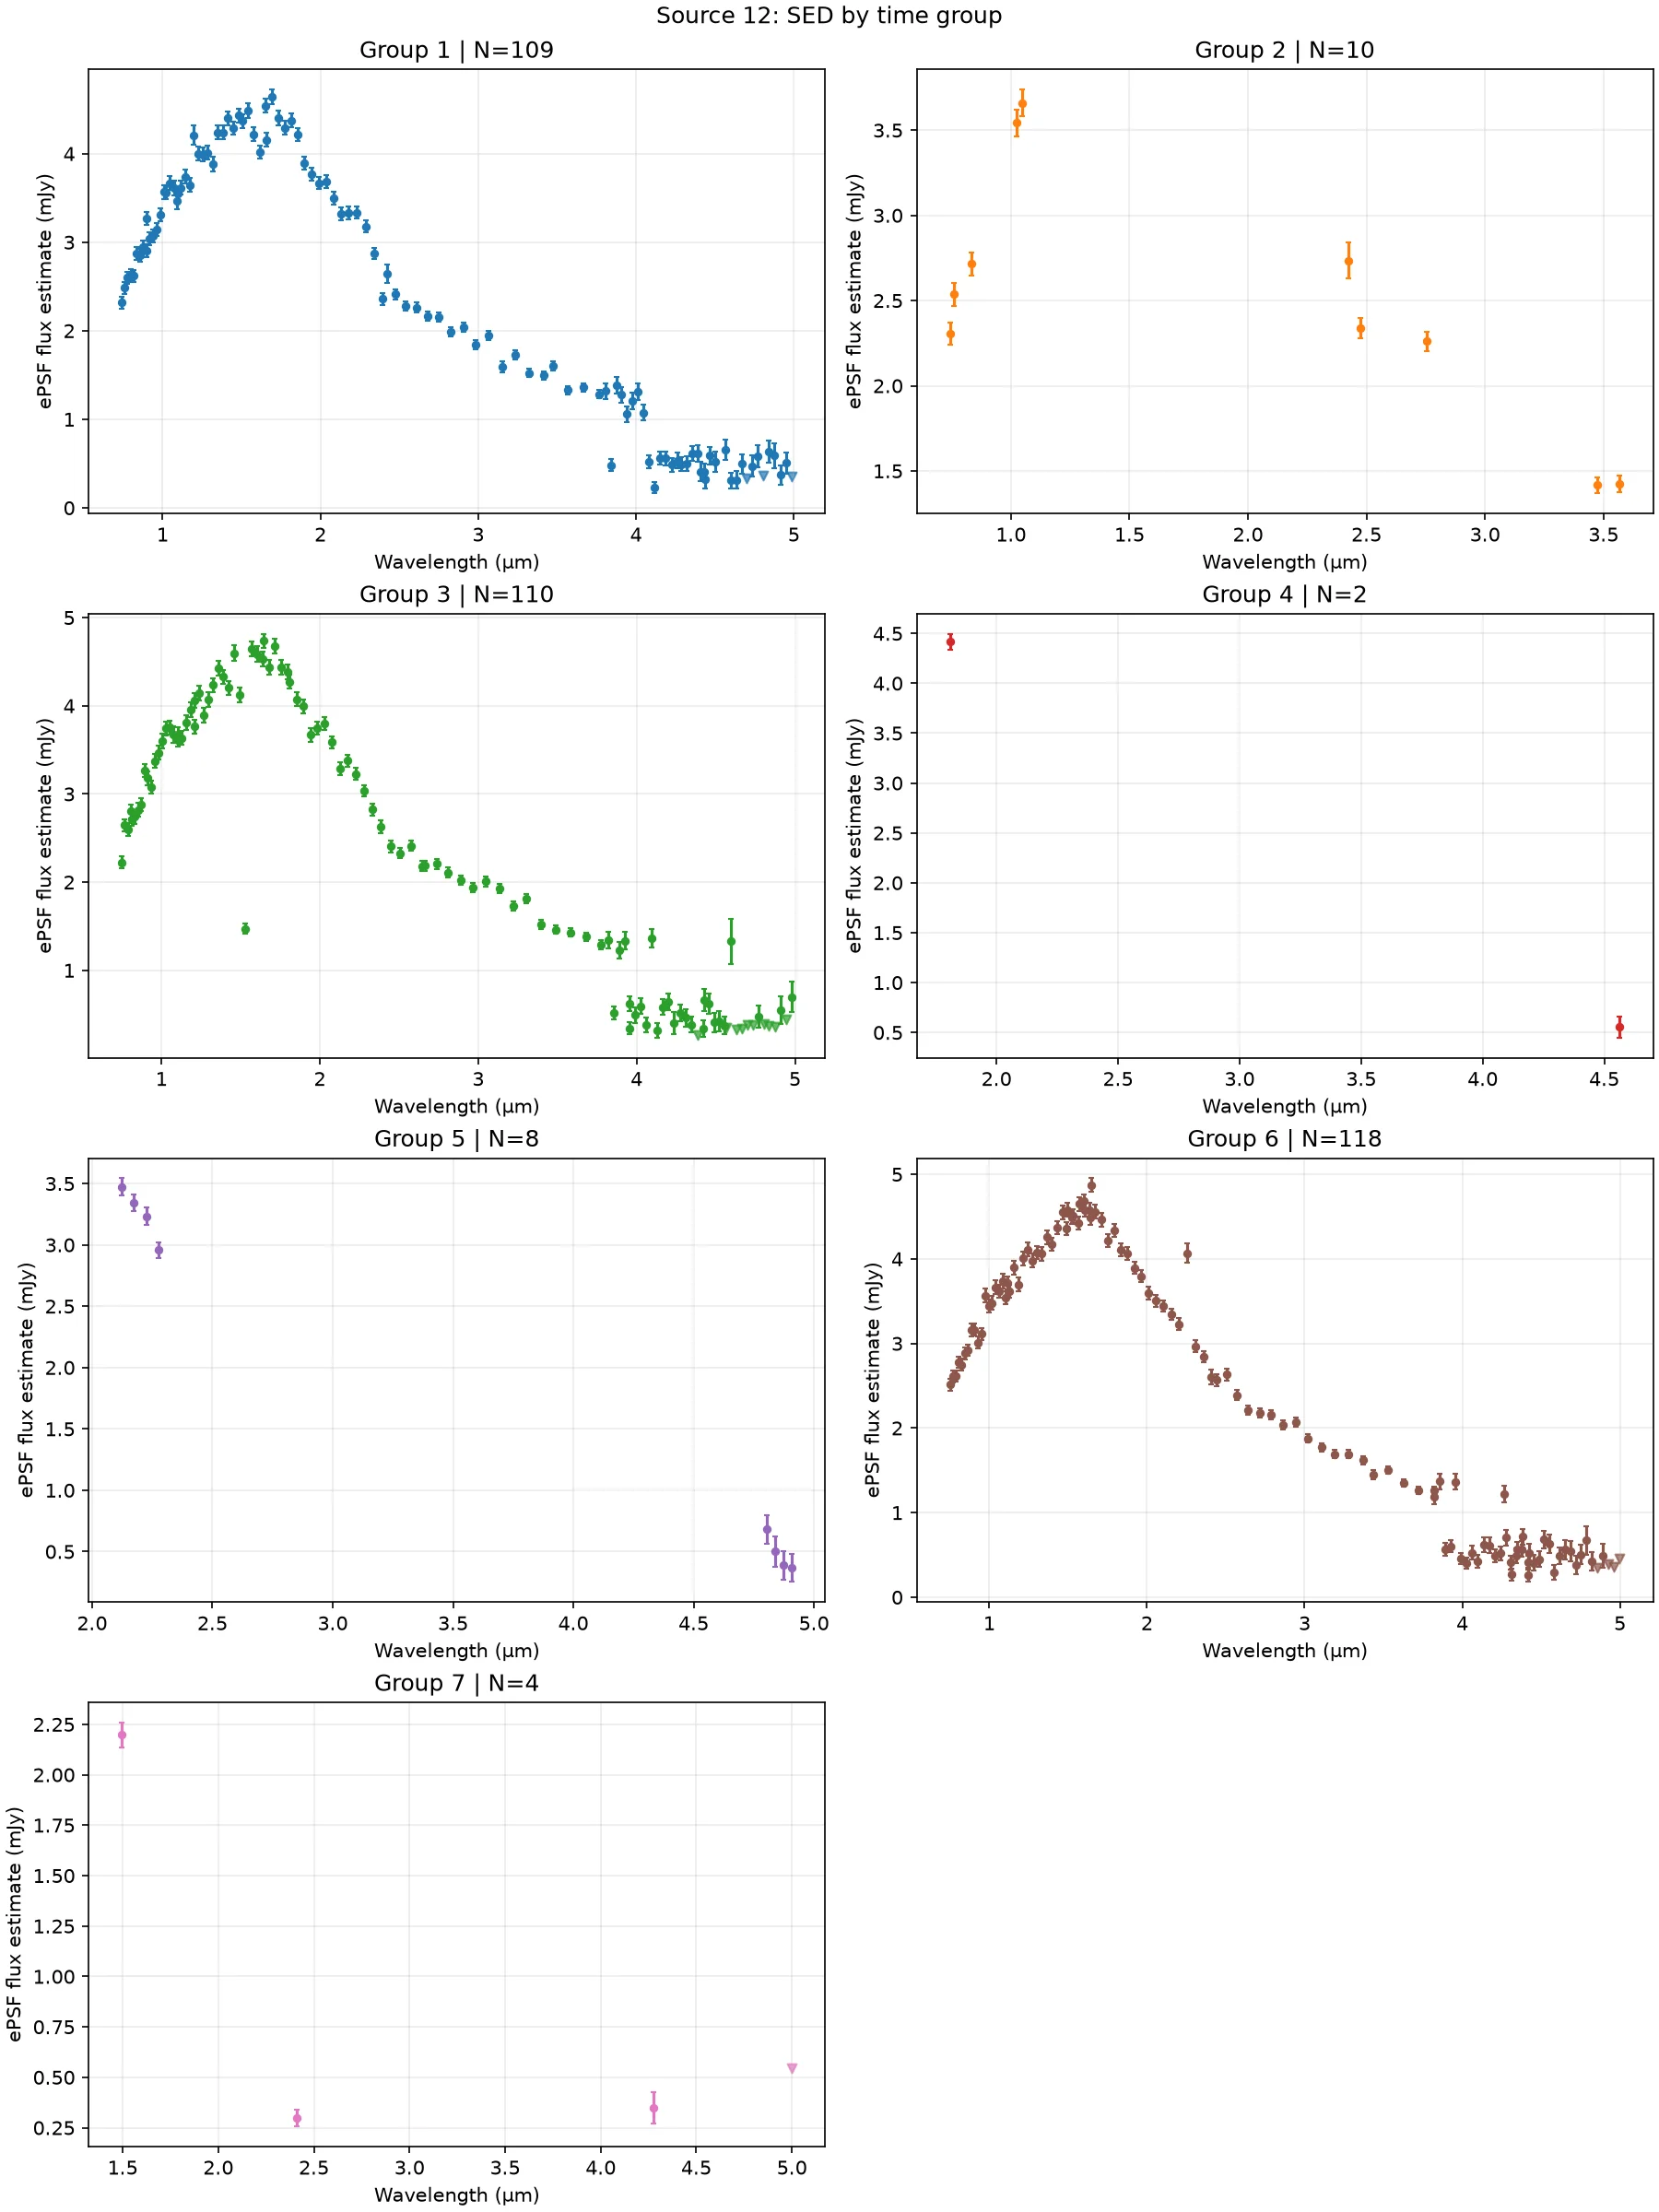 Source 12: SED by time group
Group 1 | N=109
ePSF flux estimate (mJy)
4
3
2
1
0
1 2 3 4 5
Wavelength (μm)
Group 2 | N=10
ePSF flux estimate (mJy)
3.5
3.0
2.5
2.0
1.5
1.0 1.5 2.0 2.5 3.0 3.5
Wavelength (μm)
Group 3 | N=110
ePSF flux estimate (mJy)
5
4
3
2
1
1 2 3 4 5
Wavelength (μm)
Group 4 | N=2
ePSF flux estimate (mJy)
4.5
4.0
3.5
3.0
2.5
2.0
1.5
1.0
0.5
2.0 2.5 3.0 3.5 4.0 4.5
Wavelength (μm)
Group 5 | N=8
ePSF flux estimate (mJy)
3.5
3.0
2.5
2.0
1.5
1.0
0.5
2.0 2.5 3.0 3.5 4.0 4.5 5.0
Wavelength (μm)
Group 6 | N=118
ePSF flux estimate (mJy)
5
4
3
2
1
0
1 2 3 4 5
Wavelength (μm)
Group 7 | N=4
ePSF flux estimate (mJy)
2.25
2.00
1.75
1.50
1.25
1.00
0.75
0.50
0.25
1.5 2.0 2.5 3.0 3.5 4.0 4.5 5.0
Wavelength (μm)